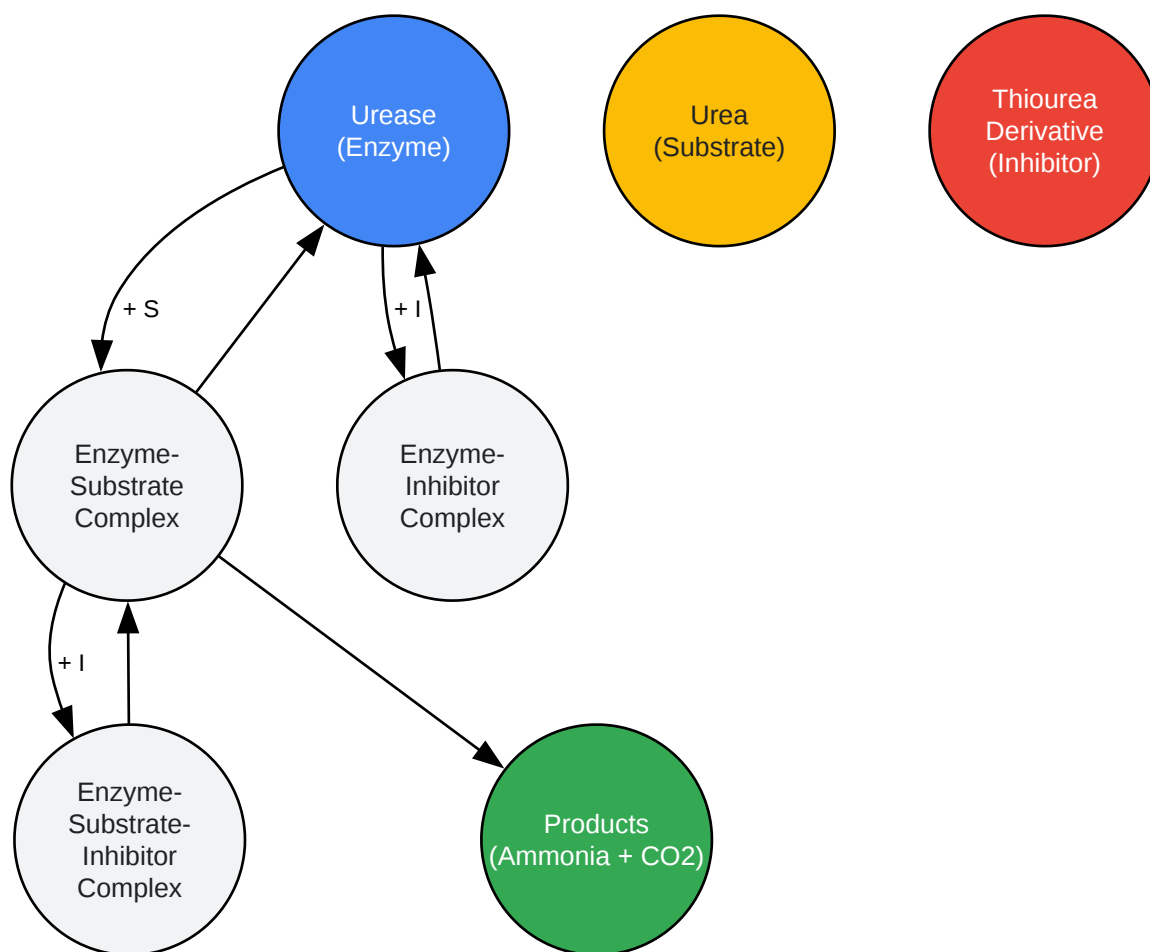 Urease
(Enzyme)
Urea
(Substrate)
Thiourea
Derivative
(Inhibitor)
+ S
+ I
Enzyme-
Substrate
Complex
Enzyme-
Inhibitor
Complex
+ I
Enzyme-
Substrate-
Inhibitor
Complex
Products
(Ammonia + CO2)